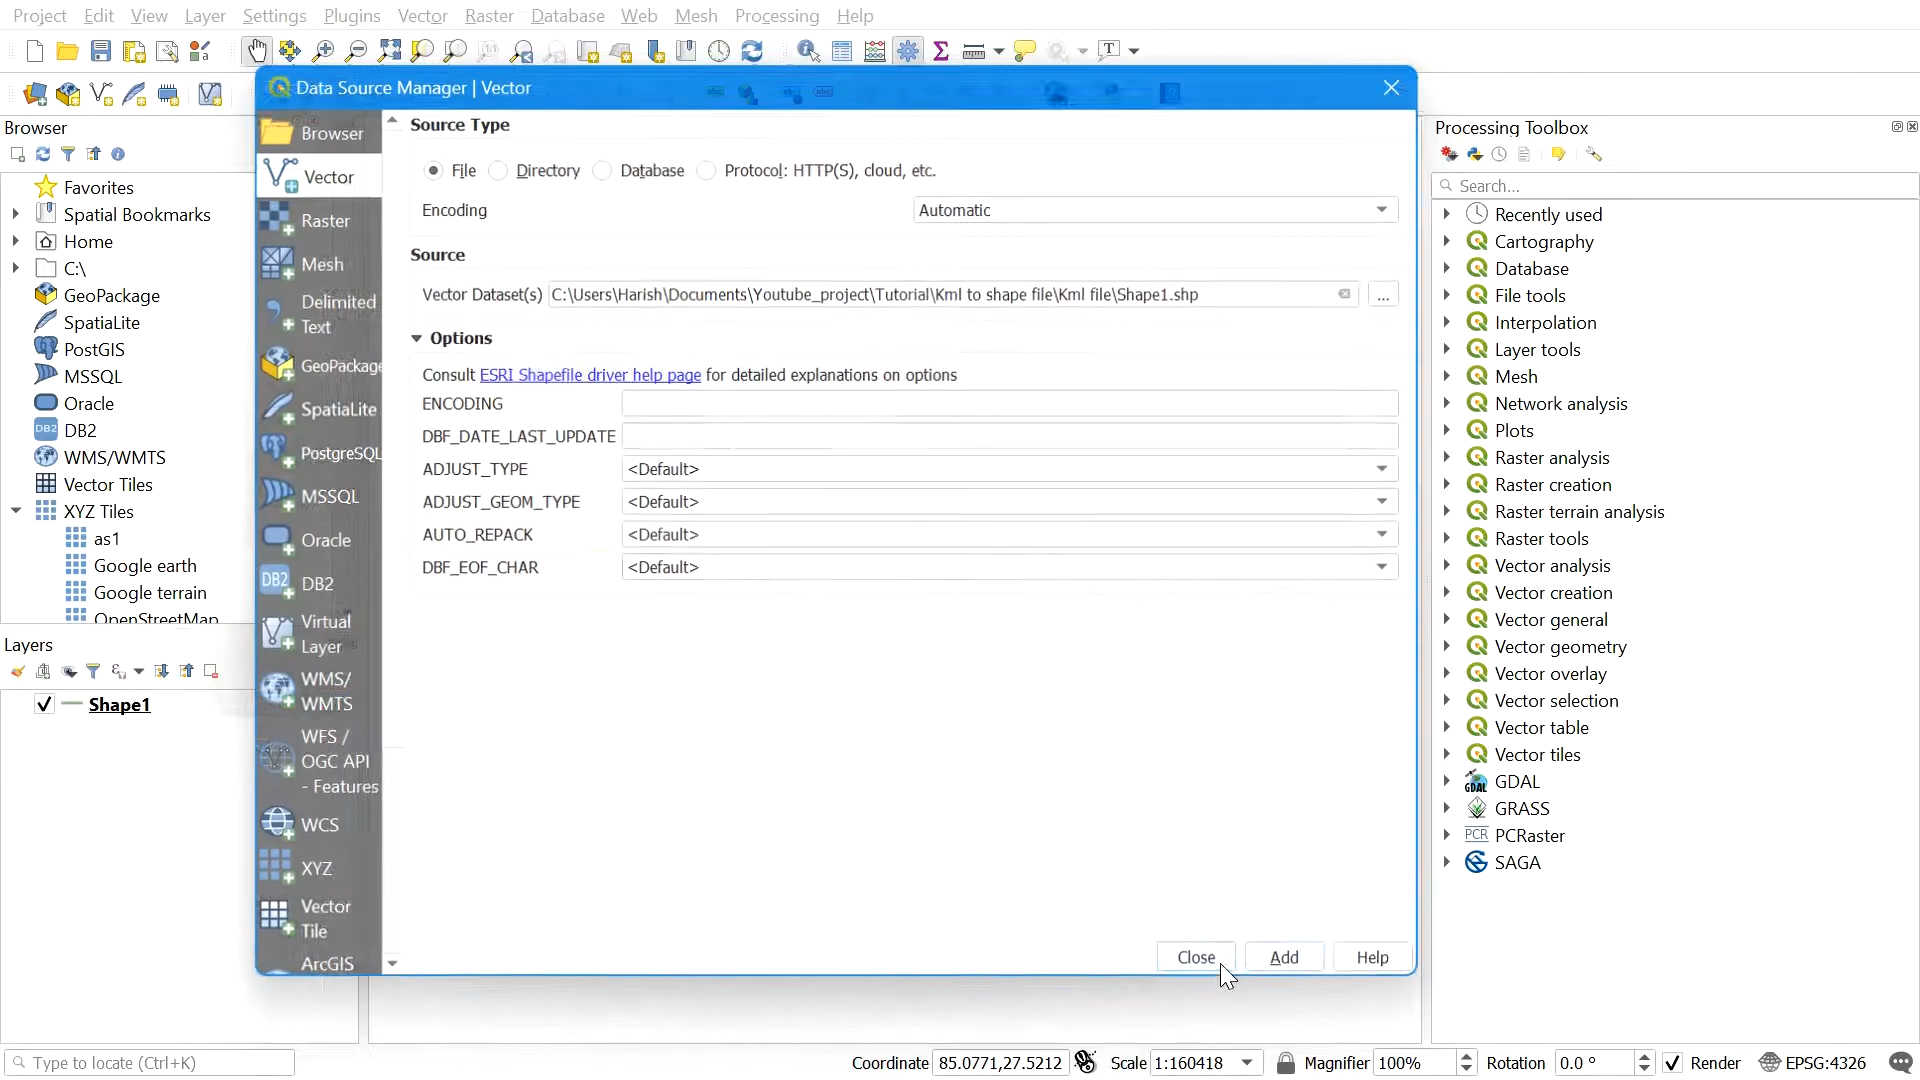 Project Edit View Layer Settings Plugins Vector Raster Database Web Mesh Processing Help
Data Source Manager | Vector
Browser
Favorites
Spatial Bookmarks
Home
C:\
GeoPackage
SpatiaLite
PostGIS
MSSQL
Oracle
DB2
WMS/WMTS
Vector Tiles
XYZ Tiles
as1
Google earth
Google terrain
OpenStreetMap
Layers
Shape1
Browser
Vector
Raster
Mesh
Delimited
Text
GeoPackage
SpatiaLite
PostgreSQL
MSSQL
Oracle
DB2
Virtual
Layer
WMS/
WMTS
WFS /
OGC API
- Features
WCS
XYZ
Vector
Tile
ArcGIS
Source Type
File Directory Database Protocol: HTTP(S), cloud, etc.
Encoding Automatic
Source
Vector Dataset(s) C:\Users\Harish\Documents\Youtube_project\Tutorial\Kml to shape file\Kml file\Shape1.shp ...
Options
Consult ESRI Shapefile driver help page for detailed explanations on options
ENCODING
DBF_DATE_LAST_UPDATE
ADJUST_TYPE <Default>
ADJUST_GEOM_TYPE <Default>
AUTO_REPACK <Default>
DBF_EOF_CHAR <Default>
Close Add Help
Processing Toolbox
Search...
Recently used
Cartography
Database
File tools
Interpolation
Layer tools
Mesh
Network analysis
Plots
Raster analysis
Raster creation
Raster terrain analysis
Raster tools
Vector analysis
Vector creation
Vector general
Vector geometry
Vector overlay
Vector selection
Vector table
Vector tiles
GDAL
GRASS
PCRaster
SAGA
Type to locate (Ctrl+K) Coordinate 85.0771,27.5212 Scale 1:160418 Magnifier 100% Rotation 0.0 ° Render EPSG:4326